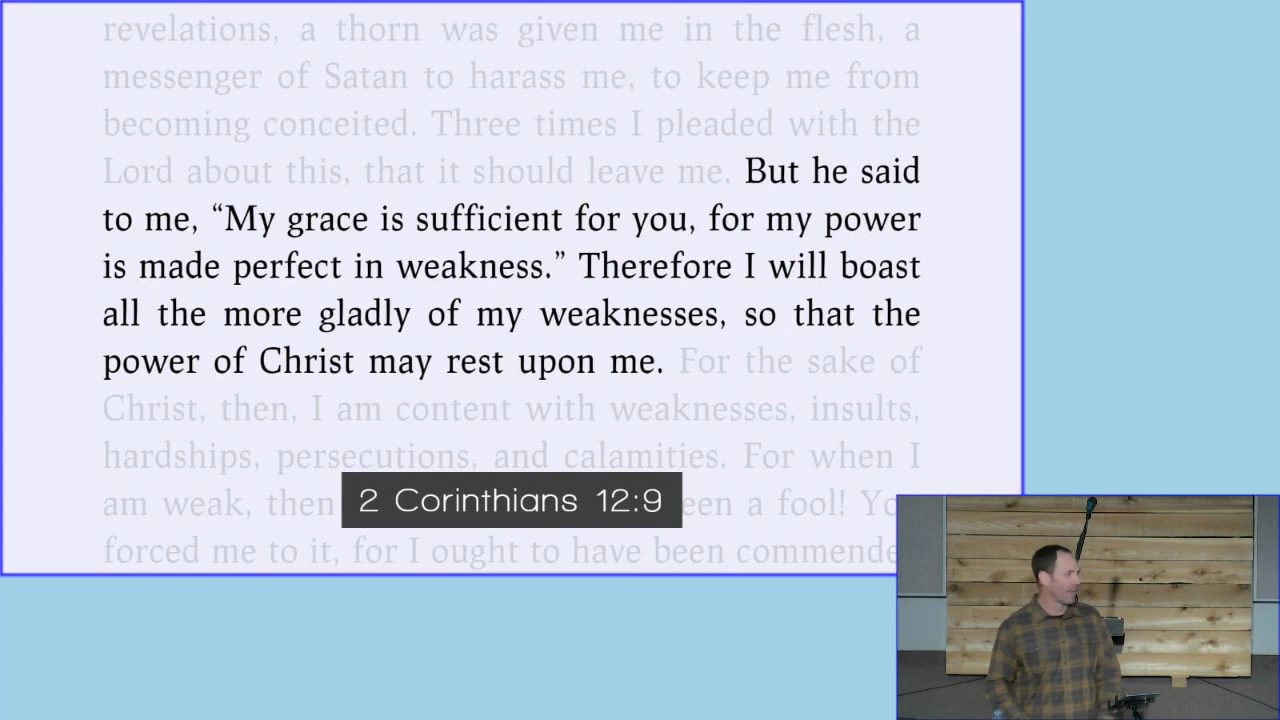 revelations, a thorn was given me in the flesh, a
messenger of Satan to harass me, to keep me from
becoming conceited. Three times I pleaded with the
Lord about this, that it should leave me. But he said
to me, “My grace is sufficient for you, for my power
is made perfect in weakness.” Therefore I will boast
all the more gladly of my weaknesses, so that the
power of Christ may rest upon me. For the sake of
Christ, then, I am content with weaknesses, insults,
hardships, persecutions, and calamities. For when I
am weak, then een a fool! Yo
2 Corinthians 12:9
forced me to it, for I ought to have been commende